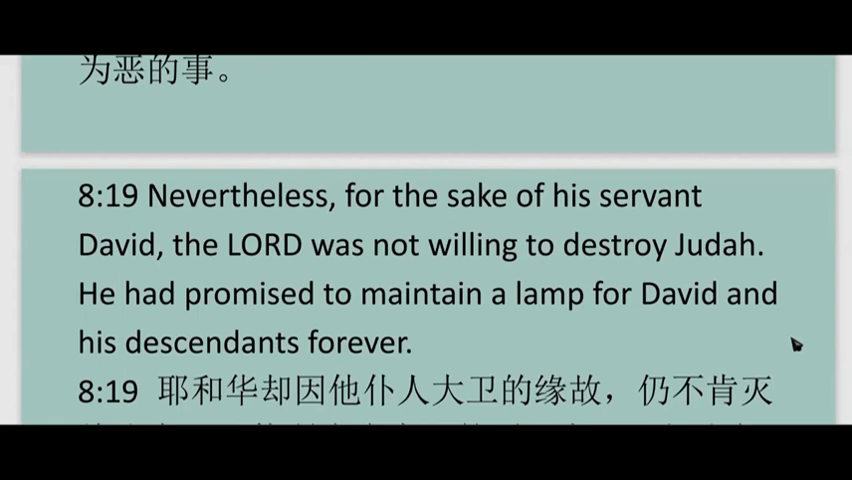 为恶的事。
8:19 Nevertheless, for the sake of his servant
David, the LORD was not willing to destroy Judah.
He had promised to maintain a lamp for David and
his descendants forever.
8:19 耶和华却因他仆人大卫的缘故，仍不肯灭